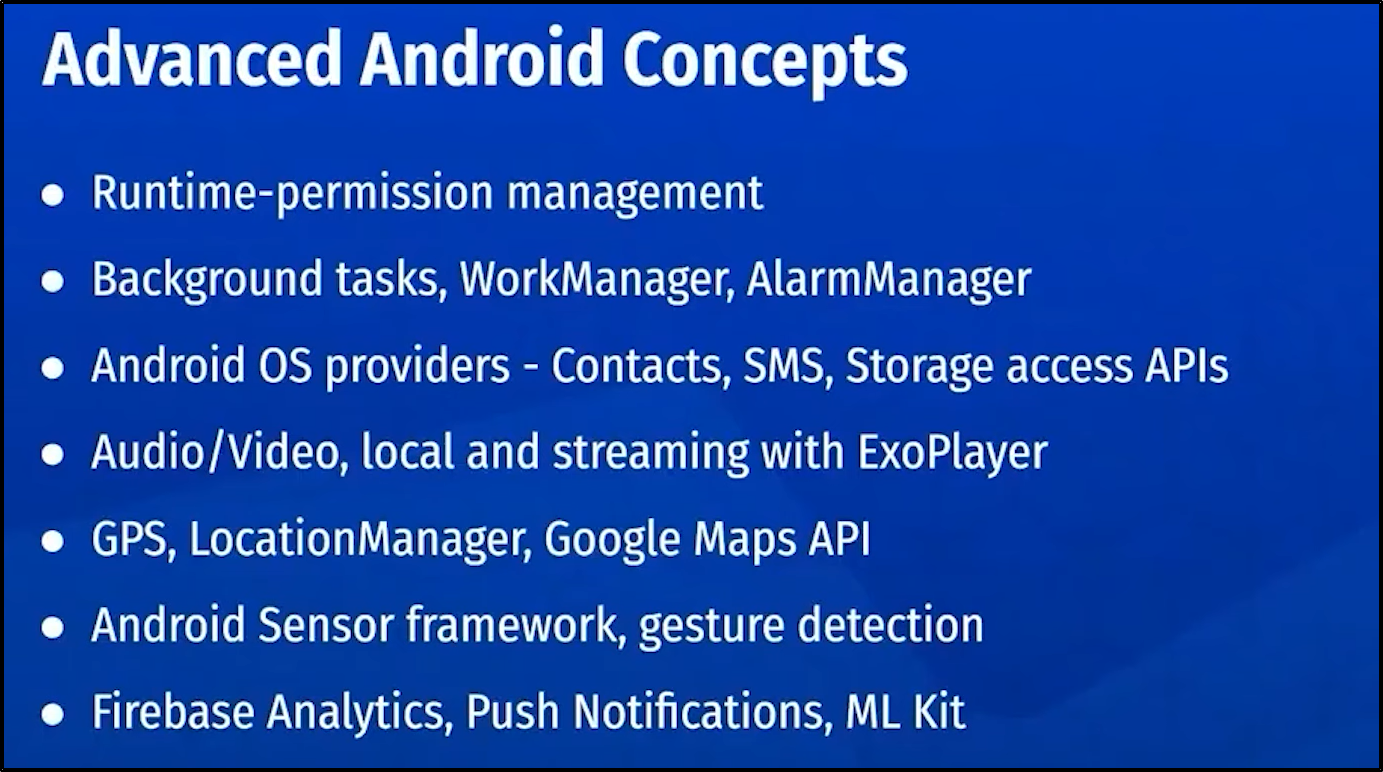 Advanced Android Concepts
● Runtime-permission management
● Background tasks, WorkManager, AlarmManager
● Android OS providers - Contacts, SMS, Storage access APIs
● Audio/Video, local and streaming with ExoPlayer
● GPS, LocationManager, Google Maps API
● Android Sensor framework, gesture detection
● Firebase Analytics, Push Notifications, ML Kit